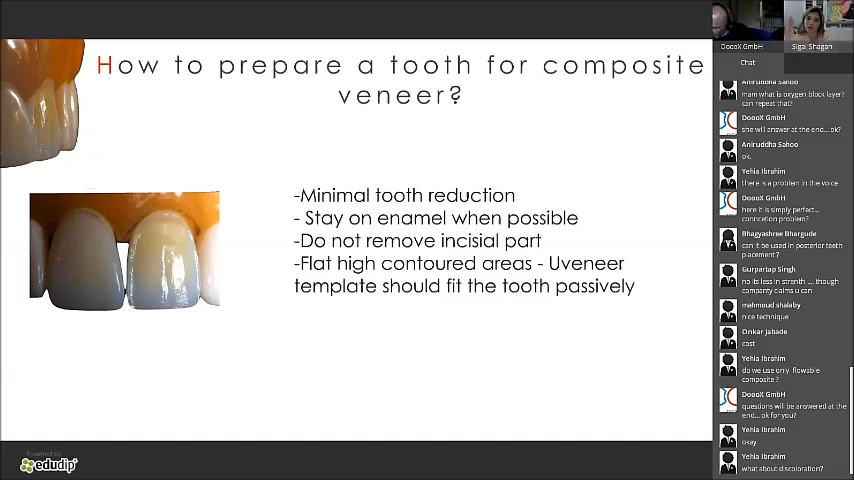 How to prepare a tooth for composite
veneer?
-Minimal tooth reduction
- Stay on enamel when possible
-Do not remove incisial part
-Flat high contoured areas - Uveneer
template should fit the tooth passively
Powered by
edudip
DoooX GmbH
Sigal Shagan
Chat
Aniruddha Sahoo
mam what is oxygen block layer?
can repeat that?
DoooX GmbH
she will answer at the end... ok?
Aniruddha Sahoo
ok.
Yehia Ibrahim
there is a problem in the voice
DoooX GmbH
here it is simply perfect...
conncetion problem?
Bhagyashree Bhargude
can it be used in posterior teeth
placement ?
Gurpartap Singh
no its less in strenth .... though
company claims u can
mahmoud shalaby
nice technique
Onkar Jabade
cost
Yehia Ibrahim
do we use only flowable
composite ?
DoooX GmbH
questions will be answered at the
end... ok for you?
Yehia Ibrahim
okay
Yehia Ibrahim
what about discoloration?